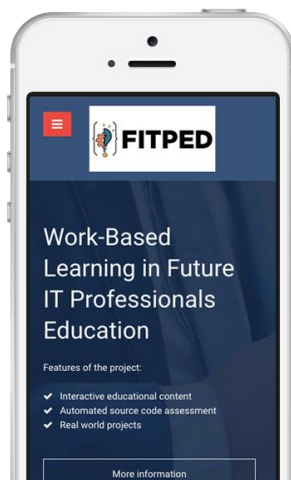 FITPED
Work-Based
Learning in Future
IT Professionals
Education
Features of the project:
Interactive educational content
Automated source code assessment
Real world projects
More information